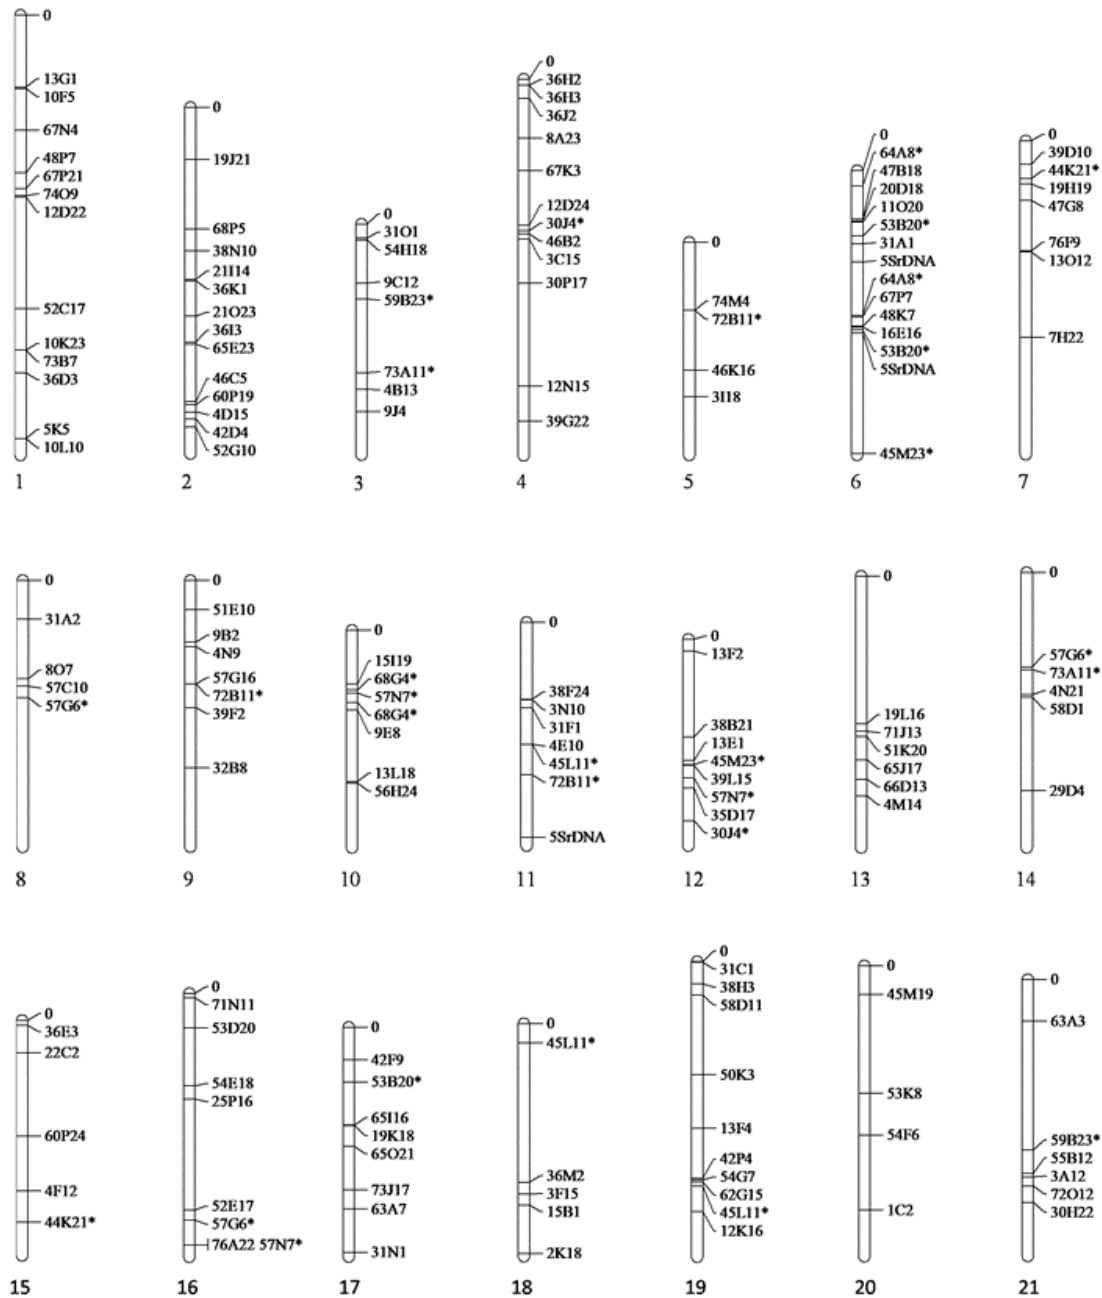 0
13G1
10F5
67N4
48P7
67P21
74O9
12D22
52C17
10K23
73B7
36D3
5K5
10L10
1
0
19J21
68P5
38N10
21I14
36K1
21O23
36I3
65E23
46C5
60P19
4D15
42D4
52G10
2
0
31O1
54H18
9C12
59B23*
73A11*
4B13
9J4
3
0
36H2
36H3
36J2
8A23
67K3
12D24
30J4*
46B2
3C15
30P17
12N15
39G22
4
0
74M4
72B11*
46K16
3I18
5
0
64A8*
47B18
20D18
11O20
53B20*
31A1
5SrDNA
64A8*
67P7
48K7
16E16
53B20*
5SrDNA
45M23*
6
0
39D10
44K21*
19H19
47G8
76F9
13O12
7H22
7
0
31A2
8O7
57C10
57G6*
8
0
51E10
9B2
4N9
57G16
72B11*
39F2
32B8
9
0
15I19
68G4*
57N7*
68G4*
9E8
13L18
56H24
10
0
38F24
3N10
31F1
4E10
45L11*
72B11*
5SrDNA
11
0
13F2
38B21
13E1
45M23*
39L15
57N7*
35D17
30J4*
12
0
19L16
71J13
51K20
65J17
66D13
4M14
13
0
57G6*
73A11*
4N21
58D1
29D4
14
0
36E3
22C2
60P24
4F12
44K21*
15
0
71N11
53D20
54E18
25P16
52E17
57G6*
76A22 57N7*
16
0
42F9
53B20*
65I16
19K18
65O21
73J17
63A7
31N1
17
0
45L11*
36M2
3F15
15B1
2K18
18
0
31C1
38H3
58D11
50K3
13F4
42P4
54G7
62G15
45L11*
12K16
19
0
45M19
53K8
54F6
1C2
20
0
63A3
59B23*
55B12
3A12
72O12
30H22
21